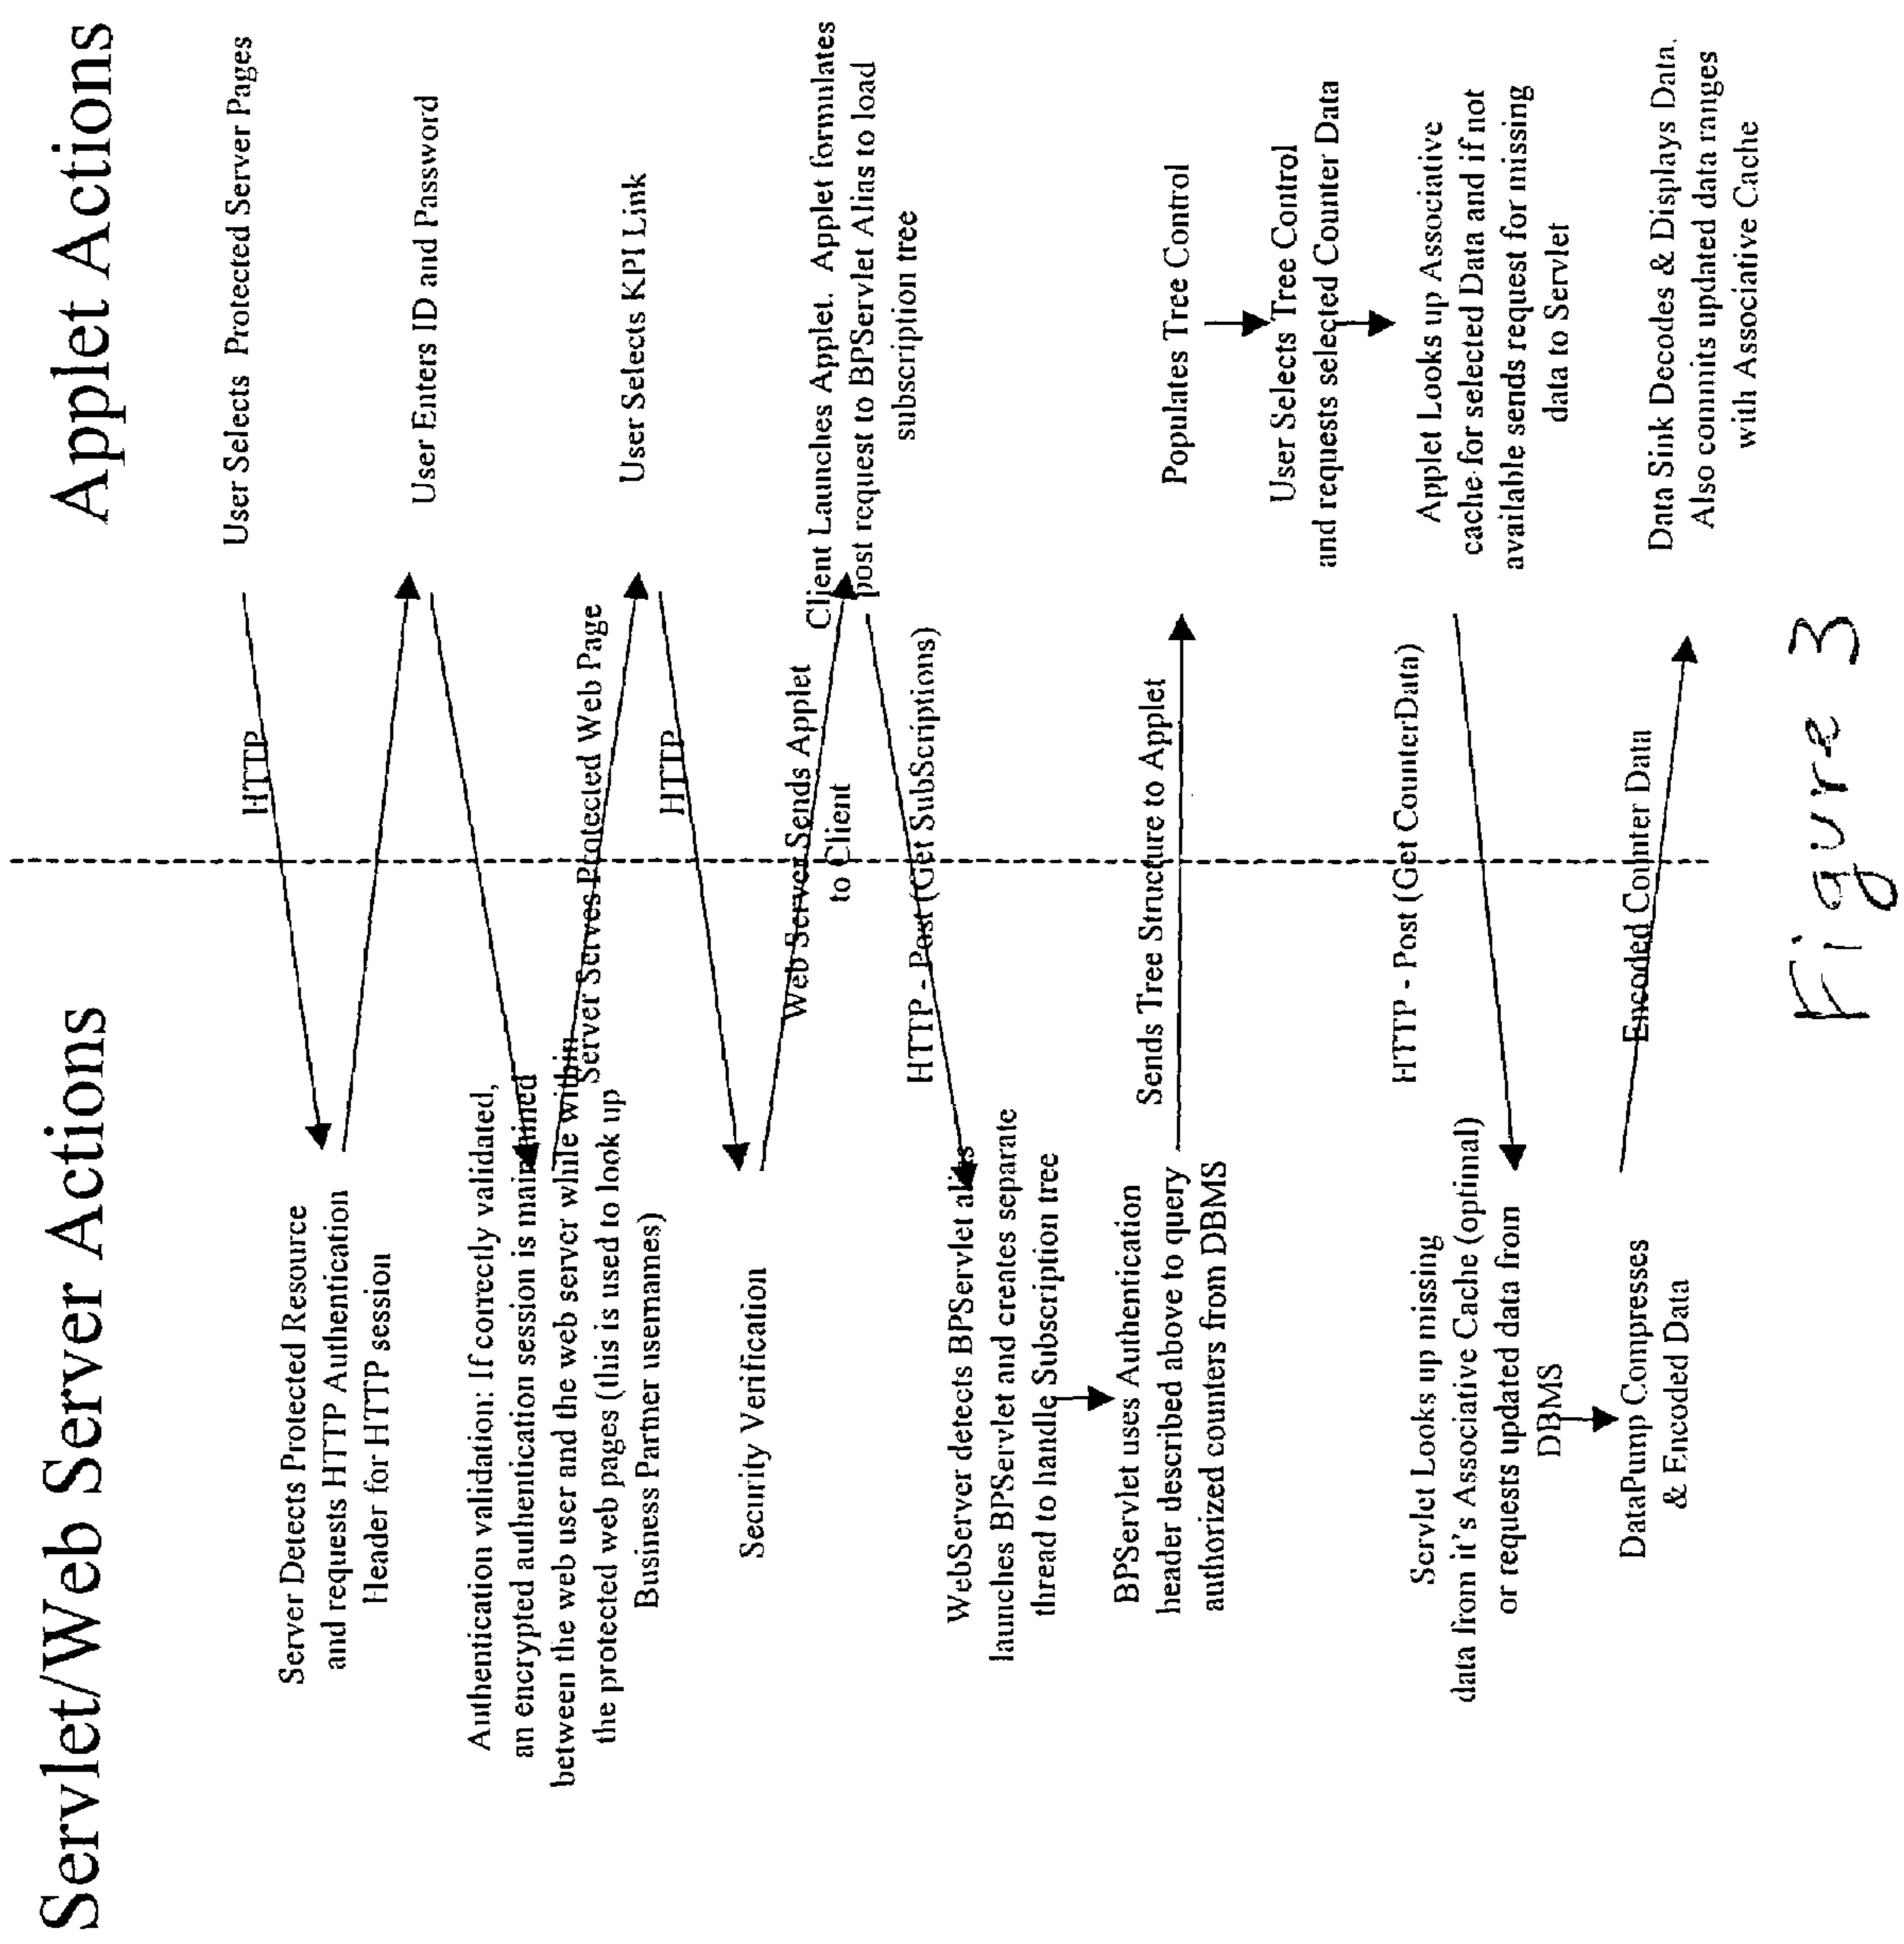 Servlet/Web Server Actions
Applet Actions
User Selects Protected Server Pages
HTTP
Server Detects Protected Resource
and requests HTTP Authentication
Header for HTTP session
User Enters ID and Password
Authentication validation: If correctly validated,
an encrypted authentication session is maintained
between the web user and the web server while within
the protected web pages (this is used to look up
Business Partner usernames)
Server Serves Protected Web Page
User Selects KPI Link
HTTP
Security Verification
Web Server Sends Applet
to Client
Client Launches Applet. Applet formulates
post request to BPServlet Alias to load
subscription tree
HTTP - Post (Get SubScriptions)
WebServer detects BPServlet alias
launches BPServlet and creates separate
thread to handle Subscription tree
BPServlet uses Authentication
header described above to query
authorized counters from DBMS
Sends Tree Structure to Applet
Populates Tree Control
User Selects Tree Control
and requests selected Counter Data
Applet Looks up Associative
cache for selected Data and if not
available sends request for missing
data to Servlet
HTTP - Post (Get CounterData)
Servlet Looks up missing
data from it's Associative Cache (optimal)
or requests updated data from
DBMS
DataPump Compresses
& Encoded Data
Encoded Counter Data
Data Sink Decodes & Displays Data.
Also commits updated data ranges
with Associative Cache
Figure 3